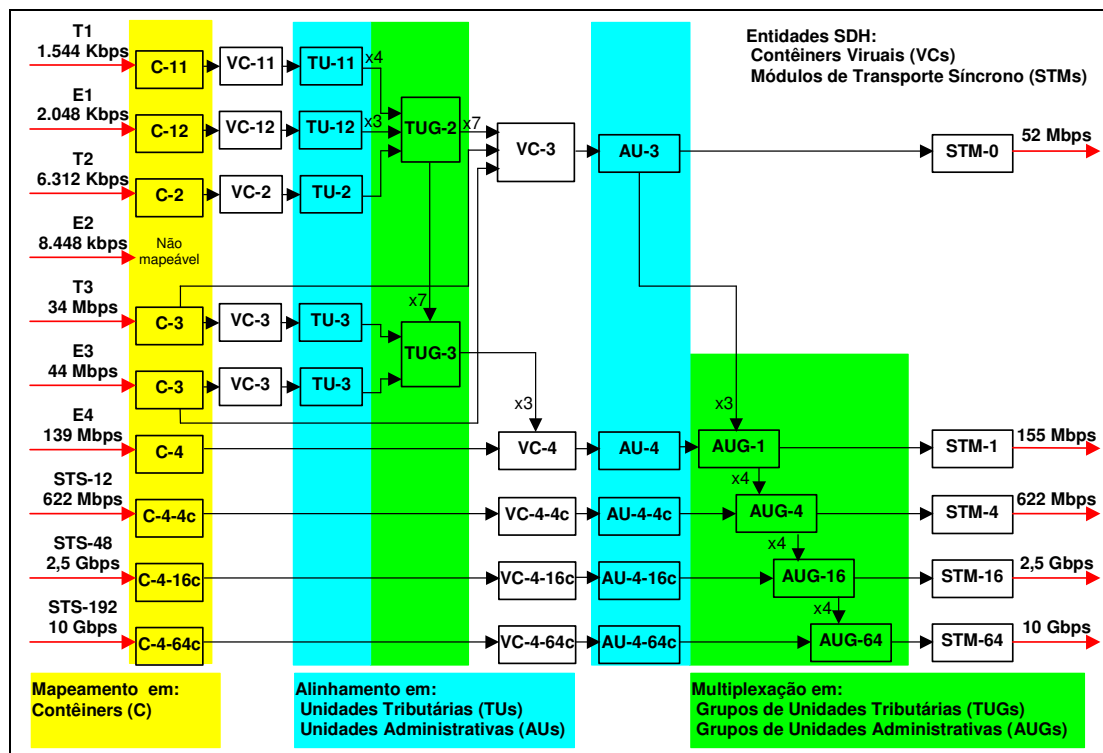 T1
1.544 Kbps
C-11
VC-11
TU-11
x4
Entidades SDH:
Contêiners Viruais (VCs)
Módulos de Transporte Síncrono (STMs)
E1
2.048 Kbps
C-12
VC-12
TU-12
x3
TUG-2
x7
VC-3
AU-3
STM-0
52 Mbps
T2
6.312 Kbps
C-2
VC-2
TU-2
E2
8.448 kbps
Não
mapeável
T3
34 Mbps
C-3
VC-3
TU-3
x7
TUG-3
E3
44 Mbps
C-3
VC-3
TU-3
x3
x3
E4
139 Mbps
C-4
VC-4
AU-4
AUG-1
STM-1
155 Mbps
x4
STS-12
622 Mbps
C-4-4c
VC-4-4c
AU-4-4c
AUG-4
STM-4
622 Mbps
x4
STS-48
2,5 Gbps
C-4-16c
VC-4-16c
AU-4-16c
AUG-16
STM-16
2,5 Gbps
x4
STS-192
10 Gbps
C-4-64c
VC-4-64c
AU-4-64c
AUG-64
STM-64
10 Gbps
Mapeamento em:
Contêiners (C)
Alinhamento em:
Unidades Tributárias (TUs)
Unidades Administrativas (AUs)
Multiplexação em:
Grupos de Unidades Tributárias (TUGs)
Grupos de Unidades Administrativas (AUGs)